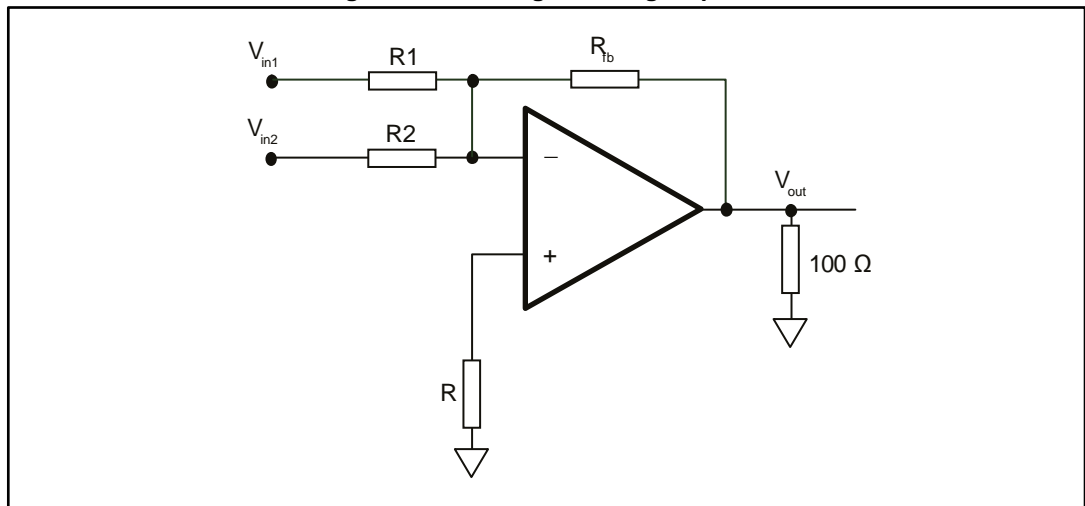 V_in1
R1
R_fb
V_in2
R2
−
V_out
+
100 Ω
R